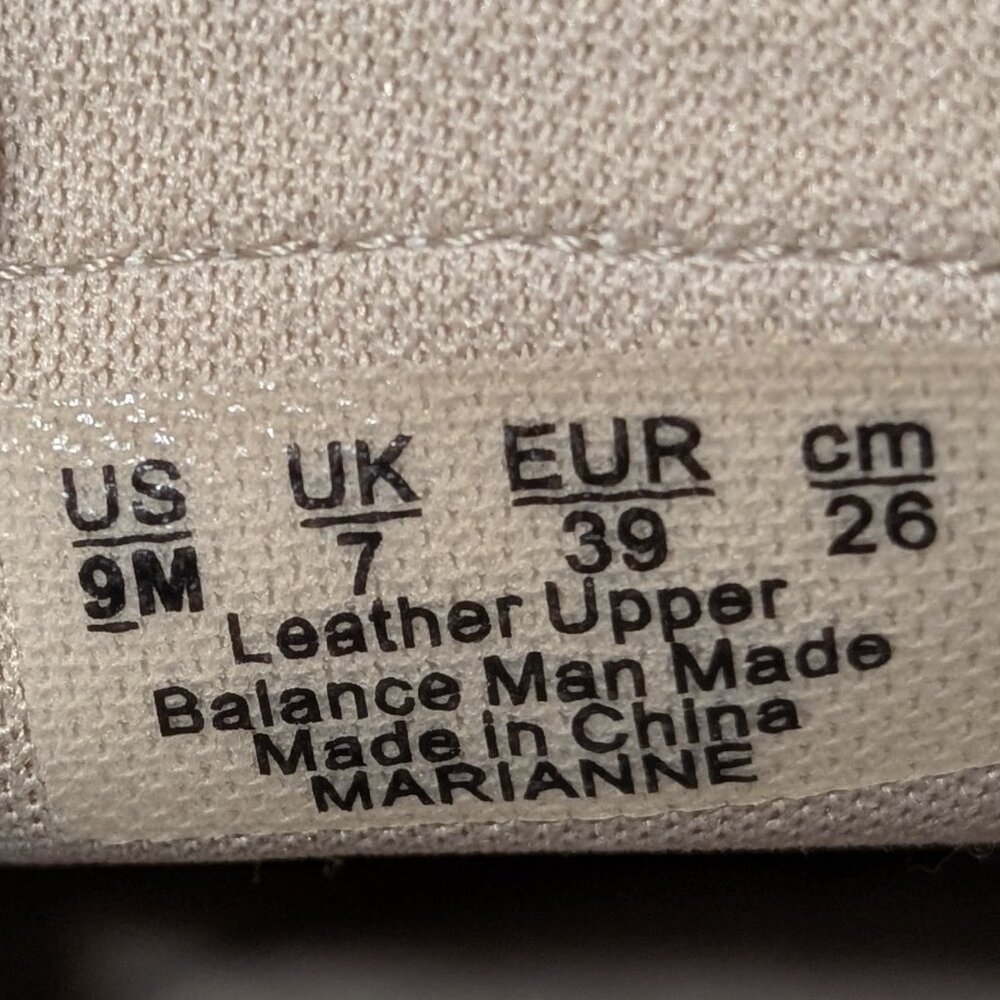 US UK EUR cm
9M 7 39 26
Leather Upper
Balance Man Made
Made in China
MARIANNE